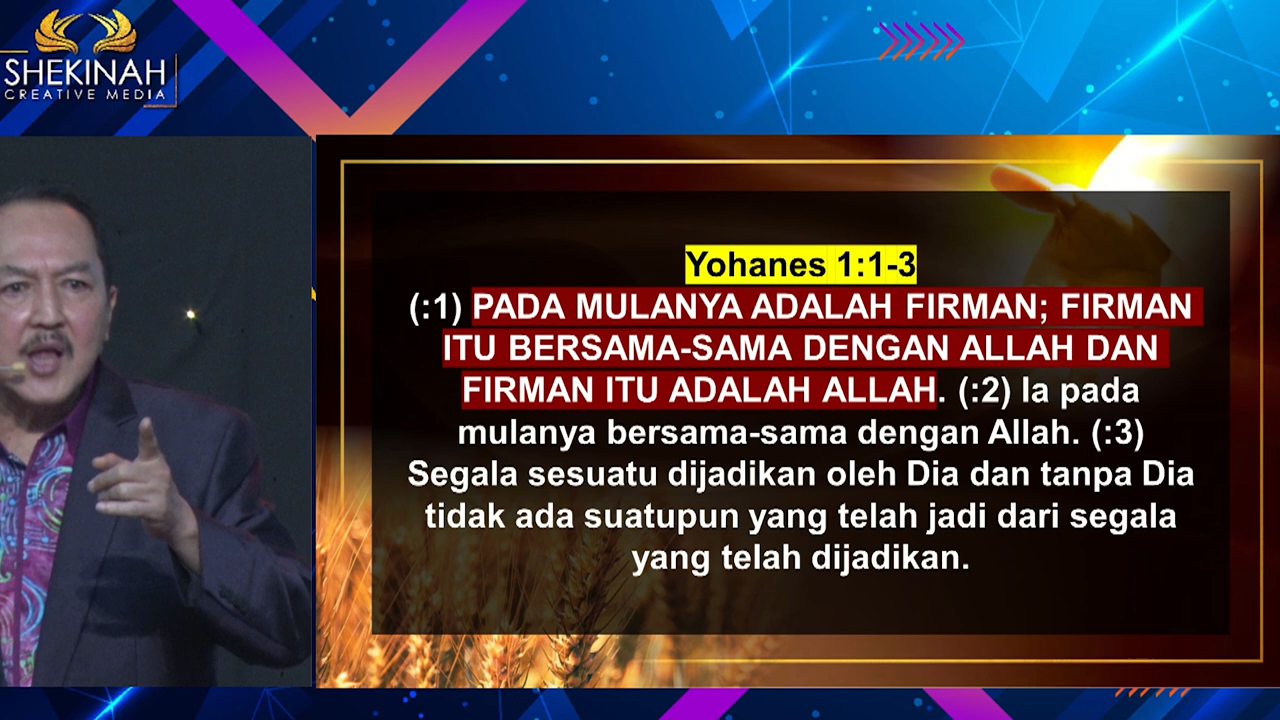 SHEKINAH
CREATIVE MEDIA
Yohanes 1:1-3
(:1) PADA MULANYA ADALAH FIRMAN; FIRMAN
ITU BERSAMA-SAMA DENGAN ALLAH DAN
FIRMAN ITU ADALAH ALLAH. (:2) Ia pada
mulanya bersama-sama dengan Allah. (:3)
Segala sesuatu dijadikan oleh Dia dan tanpa Dia
tidak ada suatupun yang telah jadi dari segala
yang telah dijadikan.